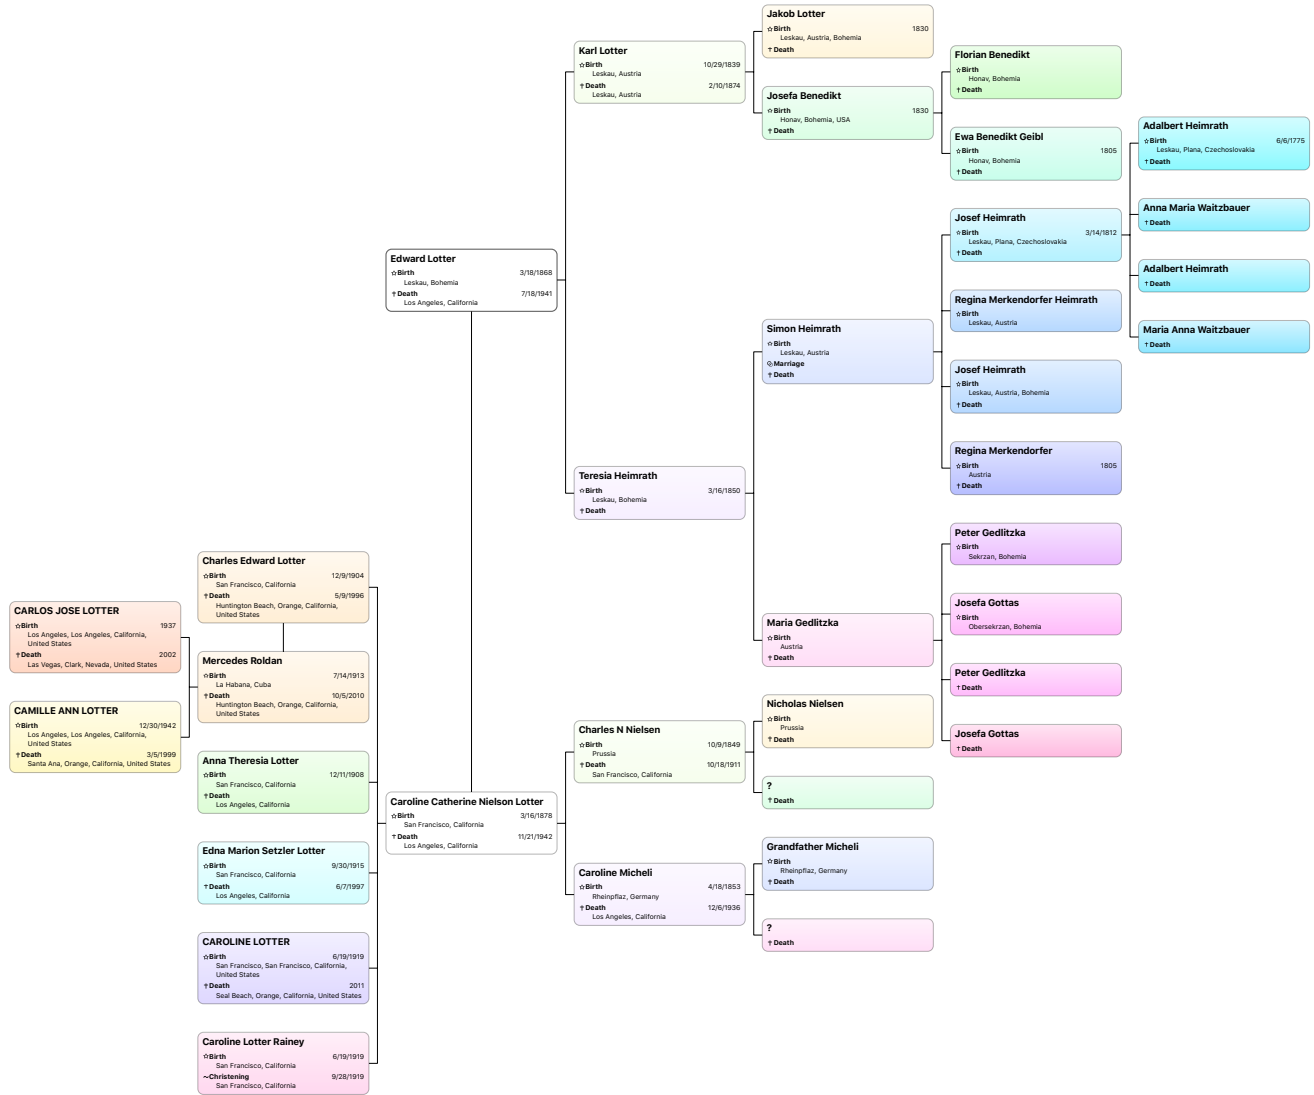 Jakob Lotter
☆Birth 1830
Leskau, Austria, Bohemia
†Death
Karl Lotter
☆Birth 10/29/1839
Leskau, Austria
†Death 2/10/1874
Leskau, Austria
Josefa Benedikt
☆Birth 1830
Honav, Bohemia, USA
†Death
Florian Benedikt
☆Birth
Honav, Bohemia
†Death
Ewa Benedikt Geibl
☆Birth 1805
Honav, Bohemia
†Death
Adalbert Heimrath
☆Birth 6/6/1775
Leskau, Plana, Czechoslovakia
†Death
Anna Maria Waitzbauer
†Death
Adalbert Heimrath
†Death
Maria Anna Waitzbauer
†Death
Josef Heimrath
☆Birth 3/14/1812
Leskau, Plana, Czechoslovakia
†Death
Regina Merkendorfer Heimrath
☆Birth
Leskau, Austria
Josef Heimrath
☆Birth
Leskau, Austria, Bohemia
†Death
Regina Merkendorfer
☆Birth 1805
Austria
†Death
Edward Lotter
☆Birth 3/18/1868
Leskau, Bohemia
†Death 7/18/1941
Los Angeles, California
Simon Heimrath
☆Birth
Leskau, Austria
⚭Marriage
†Death
Teresia Heimrath
☆Birth 3/16/1850
Leskau, Bohemia
†Death
Maria Gedlitzka
☆Birth
Austria
†Death
Peter Gedlitzka
☆Birth
Sekrzan, Bohemia
Josefa Gottas
☆Birth
Obersekrzan, Bohemia
Peter Gedlitzka
†Death
Josefa Gottas
†Death
Charles Edward Lotter
☆Birth 12/9/1904
San Francisco, California
†Death 5/9/1996
Huntington Beach, Orange, California,
United States
CARLOS JOSE LOTTER
☆Birth 1937
Los Angeles, Los Angeles, California,
United States
†Death 2002
Las Vegas, Clark, Nevada, United States
Mercedes Roldan
☆Birth 7/14/1913
La Habana, Cuba
†Death 10/5/2010
Huntington Beach, Orange, California,
United States
CAMILLE ANN LOTTER
☆Birth 12/30/1942
Los Angeles, Los Angeles, California,
United States
†Death 3/5/1999
Santa Ana, Orange, California, United States
Anna Theresia Lotter
☆Birth 12/11/1908
San Francisco, California
†Death
Los Angeles, California
Edna Marion Setzler Lotter
☆Birth 9/30/1915
San Francisco, California
†Death 6/7/1997
Los Angeles, California
CAROLINE LOTTER
☆Birth 6/19/1919
San Francisco, San Francisco, California,
United States
†Death 2011
Seal Beach, Orange, California, United States
Caroline Lotter Rainey
☆Birth 6/19/1919
San Francisco, California
~Christening 9/28/1919
San Francisco, California
Caroline Catherine Nielson Lotter
☆Birth 3/16/1878
San Francisco, California
†Death 11/21/1942
Los Angeles, California
Charles N Nielsen
☆Birth 10/9/1849
Prussia
†Death 10/18/1911
San Francisco, California
Nicholas Nielsen
☆Birth
Prussia
†Death
?
†Death
Caroline Micheli
☆Birth 4/18/1853
Rheinpflaz, Germany
†Death 12/6/1936
Los Angeles, California
Grandfather Micheli
☆Birth
Rheinpflaz, Germany
†Death
?
†Death